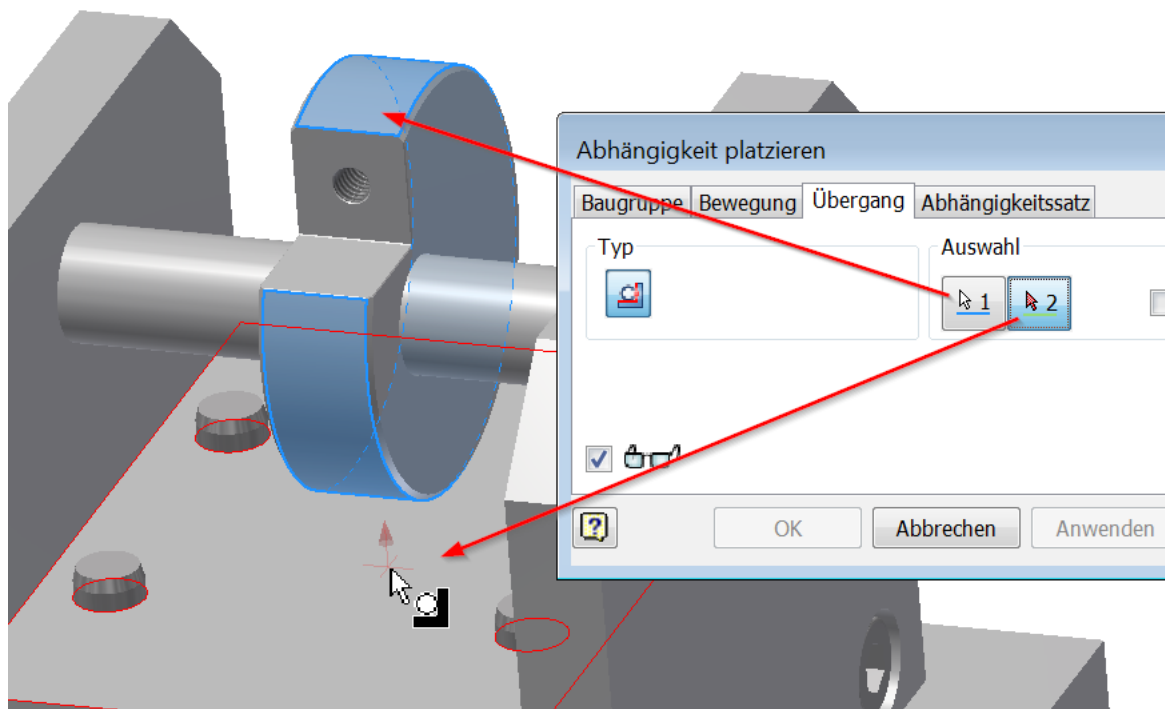 Abhängigkeit platzieren
Baugruppe Bewegung Übergang Abhängigkeitssatz
Typ
Auswahl
1 2
?
OK Abbrechen Anwenden